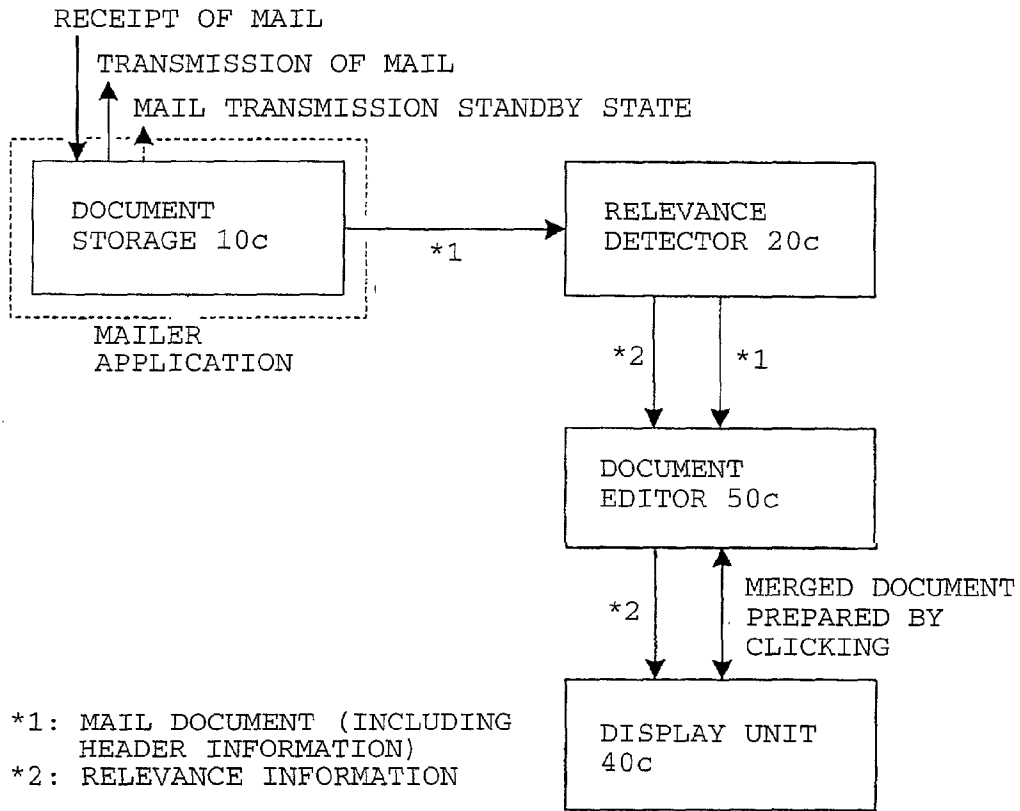 RECEIPT OF MAIL
TRANSMISSION OF MAIL
MAIL TRANSMISSION STANDBY STATE
DOCUMENT
STORAGE 10c
*1
RELEVANCE
DETECTOR 20c
MAILER
APPLICATION
*2
*1
DOCUMENT
EDITOR 50c
*2
MERGED DOCUMENT
PREPARED BY
CLICKING
DISPLAY UNIT
40c
*1: MAIL DOCUMENT (INCLUDING
HEADER INFORMATION)
*2: RELEVANCE INFORMATION